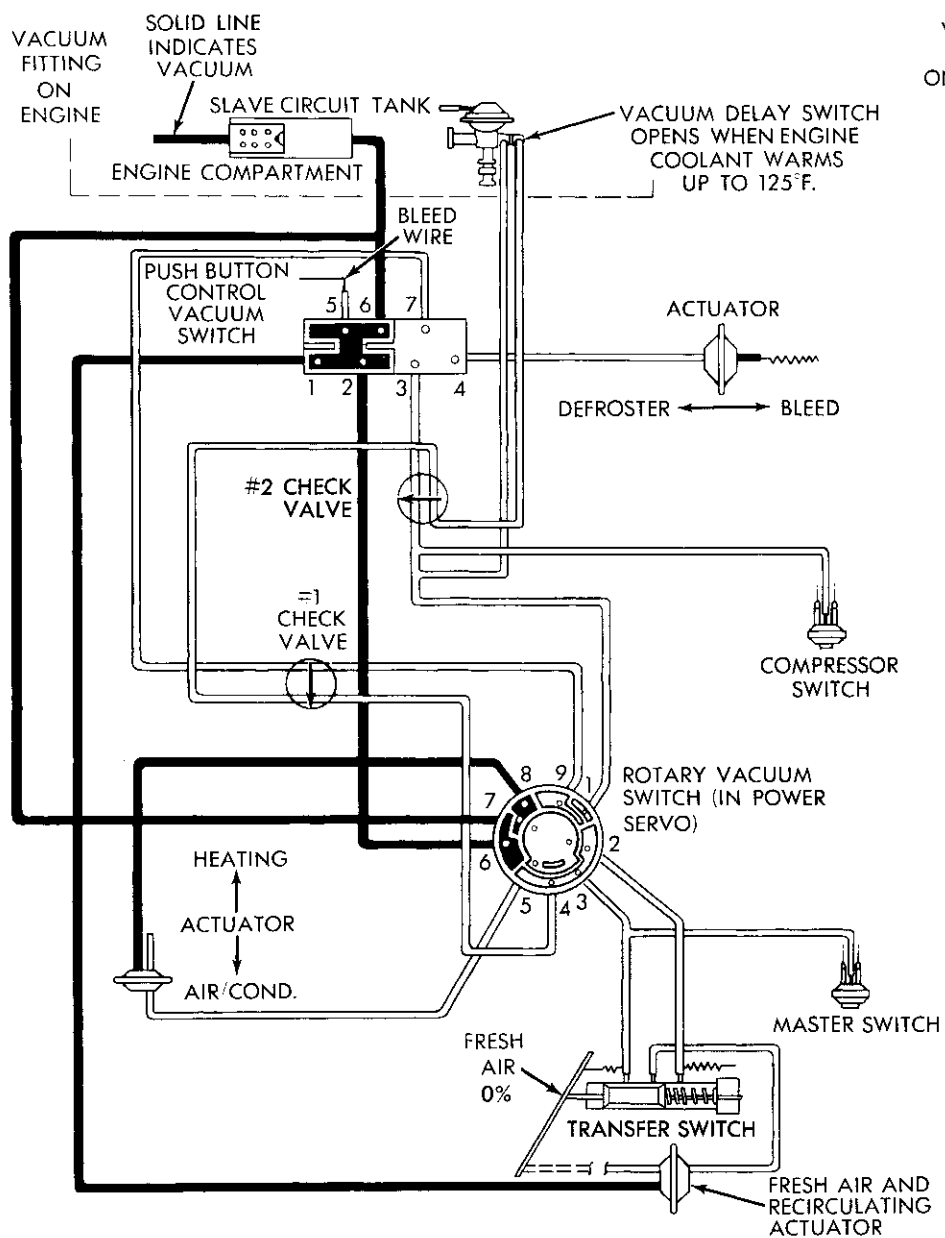 VACUUM
FITTING
ON
ENGINE
SOLID LINE
INDICATES
VACUUM
SLAVE CIRCUIT TANK
ENGINE COMPARTMENT
VACUUM DELAY SWITCH
OPENS WHEN ENGINE
COOLANT WARMS
UP TO 125°F.
BLEED
WIRE
PUSH BUTTON
CONTROL
VACUUM
SWITCH
5 6 7
1 2 3 4
ACTUATOR
DEFROSTER
BLEED
#2 CHECK
VALVE
#1
CHECK
VALVE
COMPRESSOR
SWITCH
ROTARY VACUUM
SWITCH (IN POWER
SERVO)
8 9 1
7
2
6
5 4 3
HEATING
ACTUATOR
AIR/COND.
MASTER SWITCH
FRESH
AIR
0%
TRANSFER SWITCH
FRESH AIR AND
RECIRCULATING
ACTUATOR